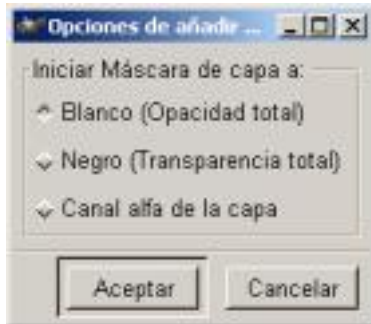 Opciones de añadir ...
Iniciar Máscara de capa a:
Blanco (Opacidad total)
Negro (Transparencia total)
Canal alfa de la capa
Aceptar Cancelar